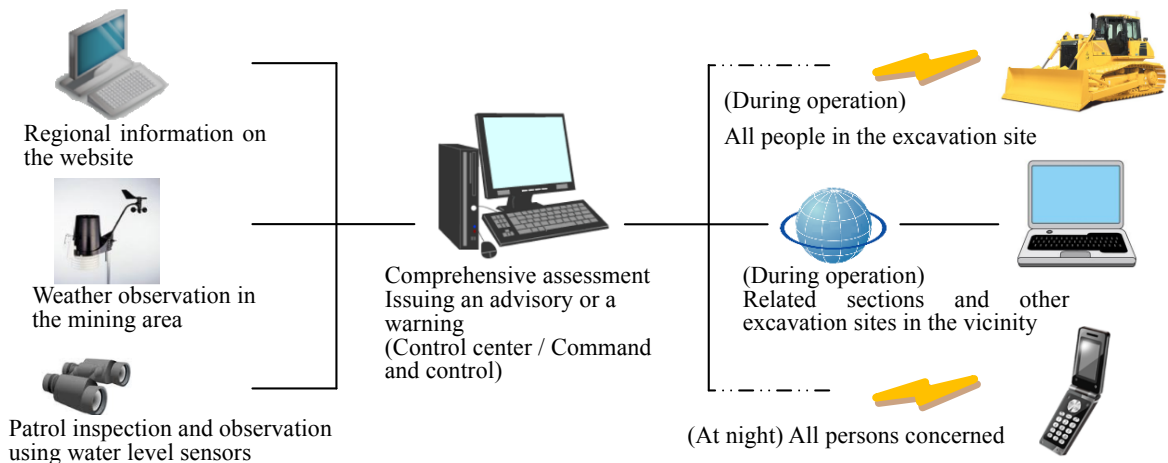 Regional information on
the website
Weather observation in
the mining area
Patrol inspection and observation
using water level sensors
Comprehensive assessment
Issuing an advisory or a
warning
(Control center / Command
and control)
(During operation)
All people in the excavation site
(During operation)
Related sections and other
excavation sites in the vicinity
(At night) All persons concerned